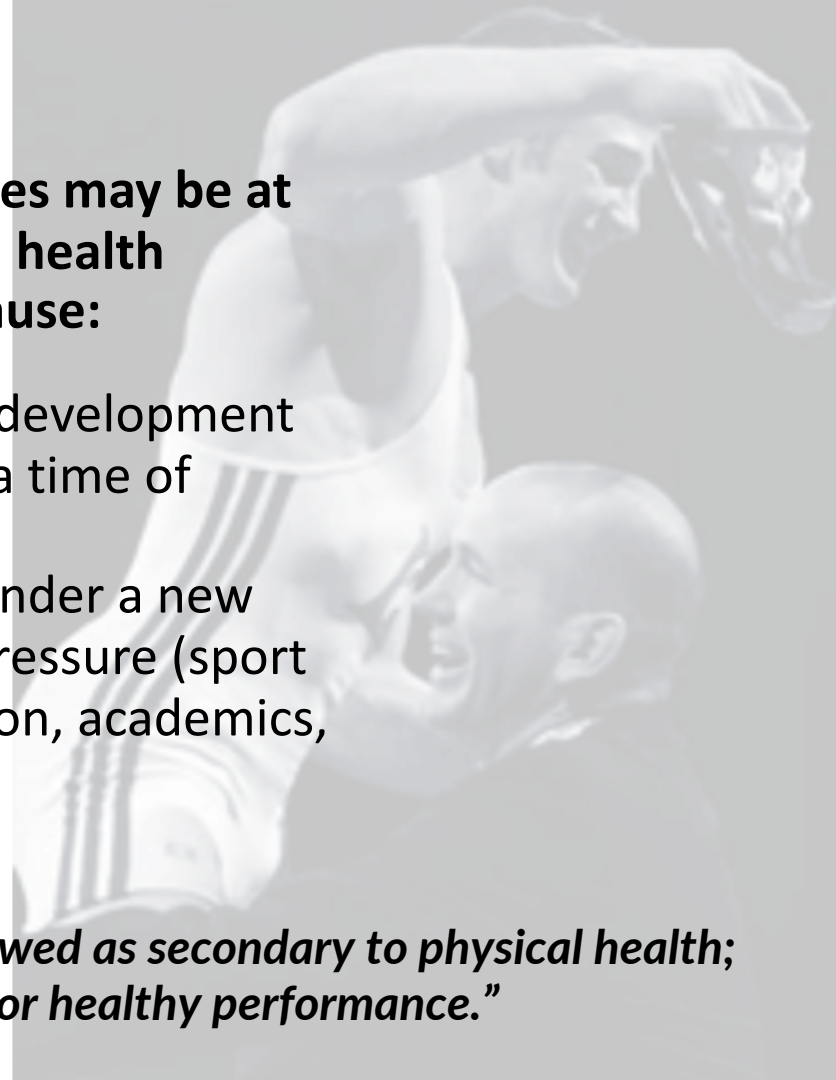 es may be at
health
ause:
development
a time of
nder a new
ressure (sport
on, academics,
wed as secondary to physical health;
or healthy performance.”